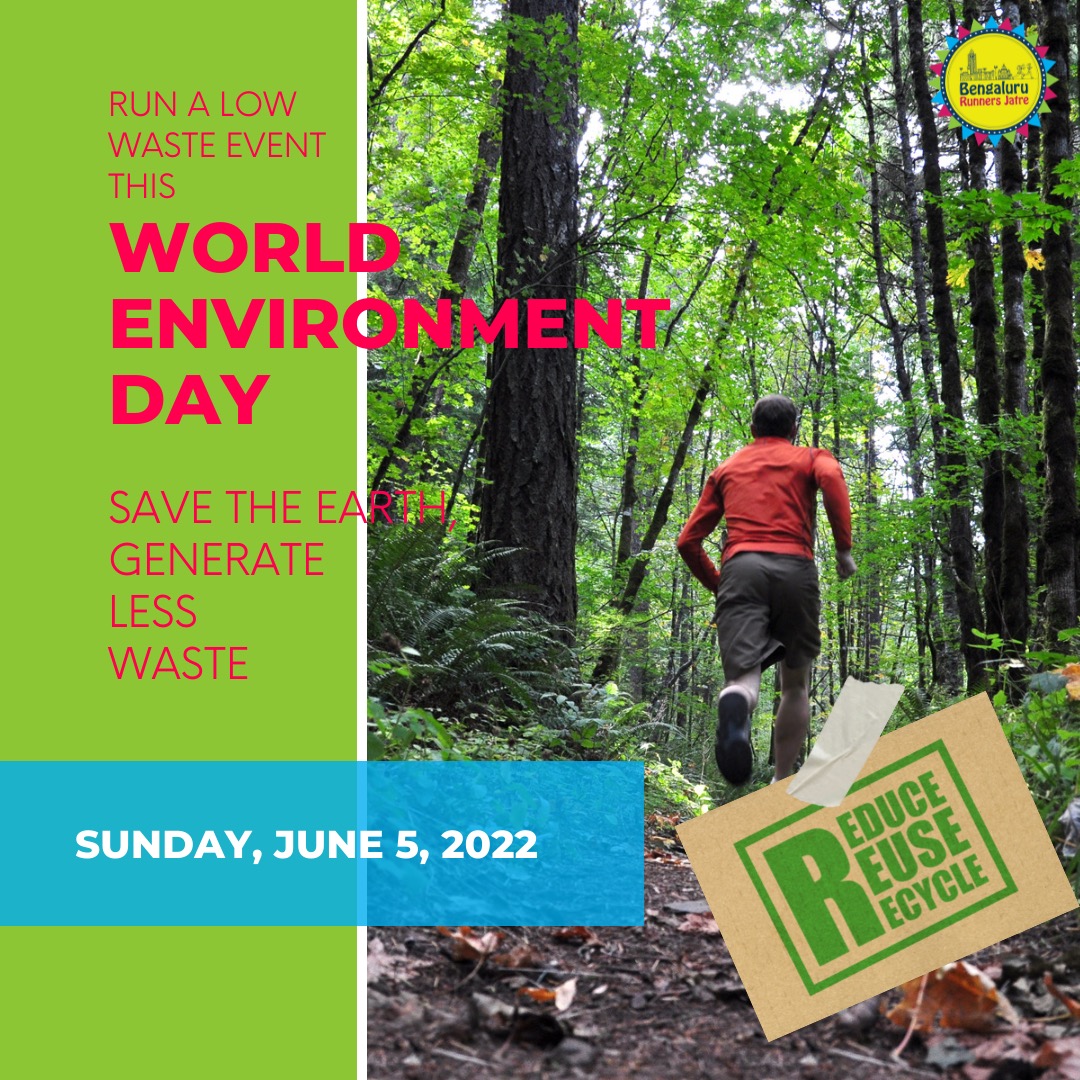 Bengaluru
Runners Jatre
RUN A LOW
WASTE EVENT
THIS
WORLD
ENVIRONMENT
DAY
SAVE THE EARTH,
GENERATE
LESS
WASTE
SUNDAY, JUNE 5, 2022
REDUCE
REUSE
RECYCLE